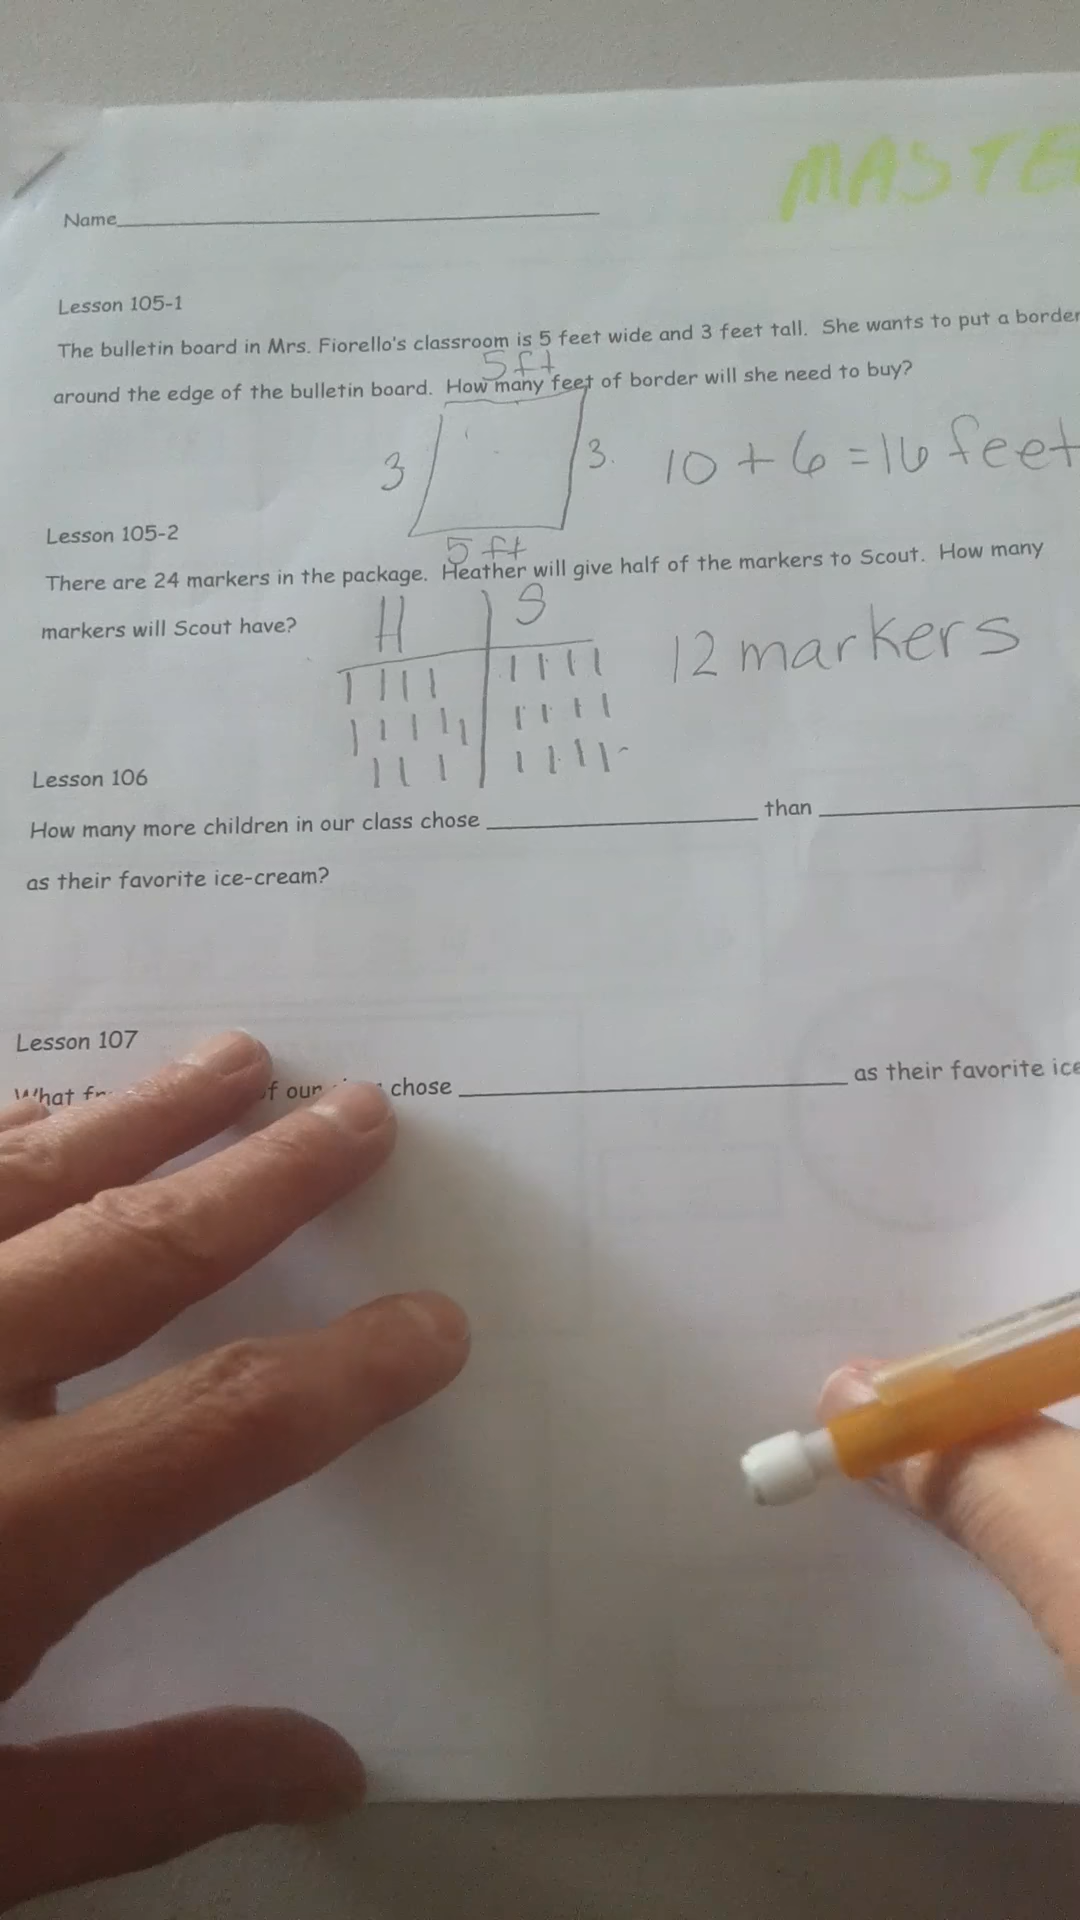 MASTE
Name
Lesson 105-1
The bulletin board in Mrs. Fiorello's classroom is 5 feet wide and 3 feet tall. She wants to put a border
5 ft
around the edge of the bulletin board. How many feet of border will she need to buy?
3 3. 10 + 6 = 16 feet
Lesson 105-2
5 ft
There are 24 markers in the package. Heather will give half of the markers to Scout. How many
markers will Scout have?
H S
12 markers
Lesson 106
How many more children in our class chose than
as their favorite ice-cream?
Lesson 107
What of our chose as their favorite ice